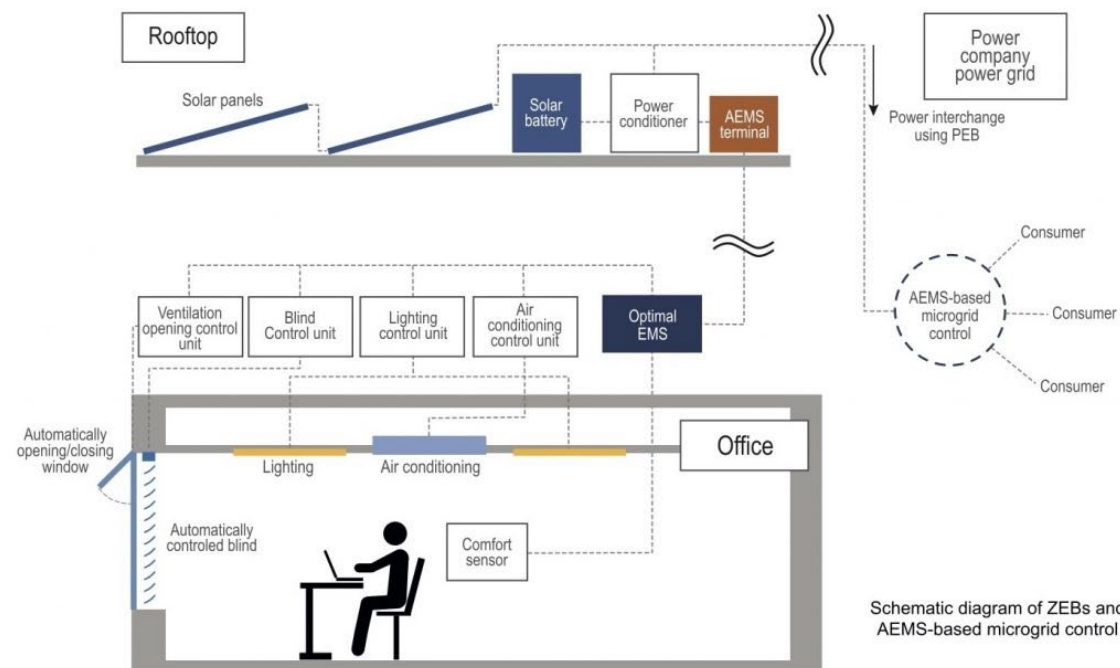 Rooftop
Solar panels
Solar
battery
Power
conditioner
AEMS
terminal
Power
company
power grid
Power interchange
using PEB
Ventilation
opening control
unit
Blind
Control unit
Lighting
control unit
Air
conditioning
control unit
Optimal
EMS
AEMS-based
microgrid
control
Consumer
Consumer
Consumer
Automatically
opening/closing
window
Lighting
Air conditioning
Office
Automatically
controled blind
Comfort
sensor
Schematic diagram of ZEBs and
AEMS-based microgrid control